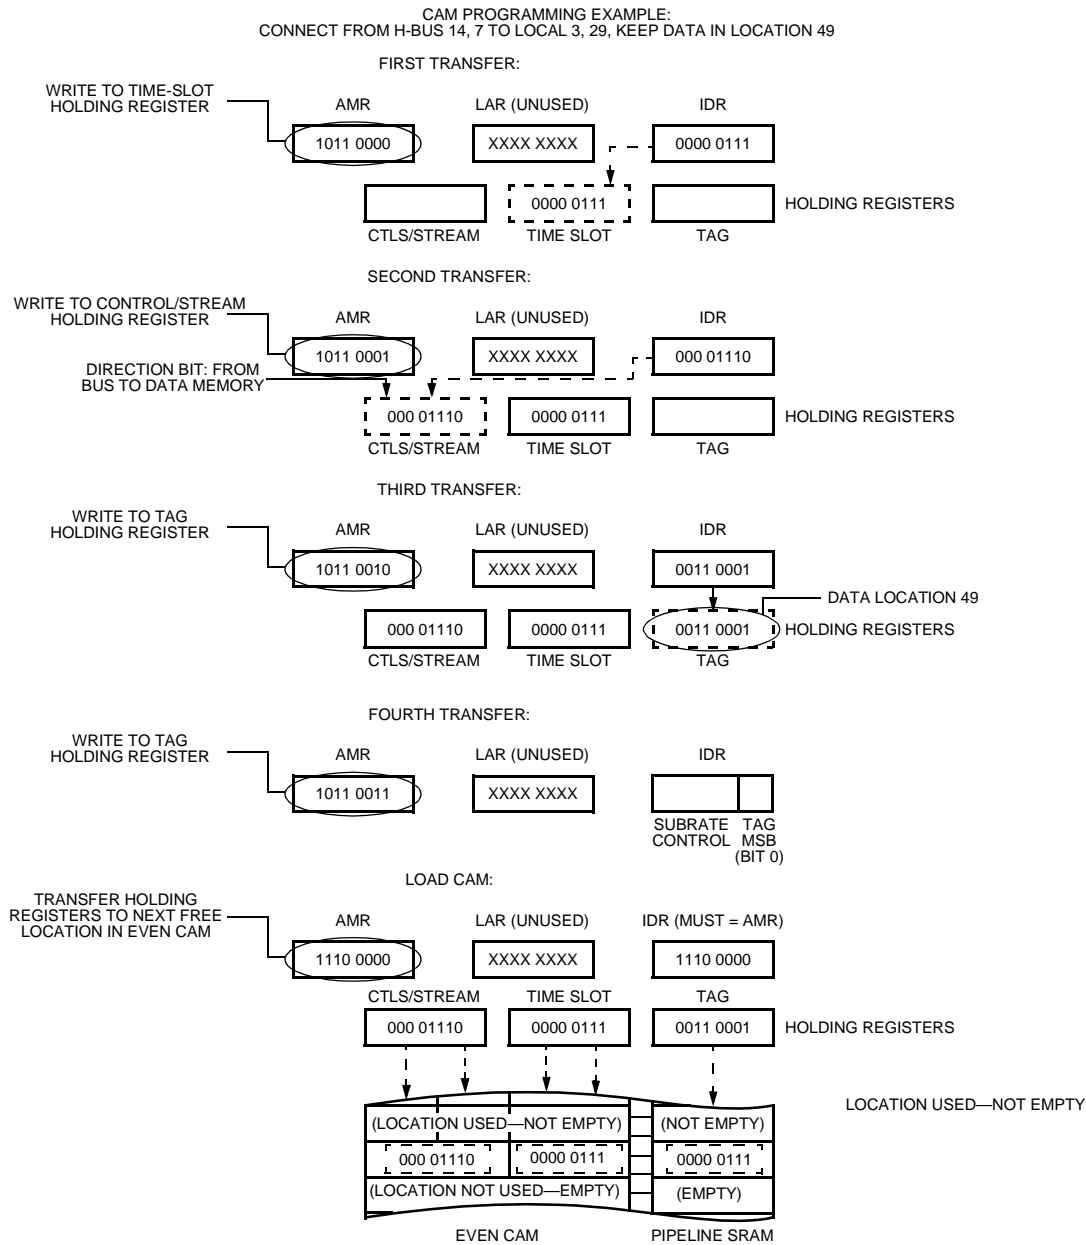 CAM PROGRAMMING EXAMPLE:
CONNECT FROM H-BUS 14, 7 TO LOCAL 3, 29, KEEP DATA IN LOCATION 49
FIRST TRANSFER:
WRITE TO TIME-SLOT
HOLDING REGISTER
AMR LAR (UNUSED) IDR
1011 0000 XXXX XXXX 0000 0111
0000 0111 HOLDING REGISTERS
CTLS/STREAM TIME SLOT TAG
SECOND TRANSFER:
WRITE TO CONTROL/STREAM
HOLDING REGISTER
AMR LAR (UNUSED) IDR
1011 0001 XXXX XXXX 000 01110
DIRECTION BIT: FROM
BUS TO DATA MEMORY
000 01110 0000 0111 HOLDING REGISTERS
CTLS/STREAM TIME SLOT TAG
THIRD TRANSFER:
WRITE TO TAG
HOLDING REGISTER
AMR LAR (UNUSED) IDR
1011 0010 XXXX XXXX 0011 0001
DATA LOCATION 49
000 01110 0000 0111 0011 0001 HOLDING REGISTERS
CTLS/STREAM TIME SLOT TAG
FOURTH TRANSFER:
WRITE TO TAG
HOLDING REGISTER
AMR LAR (UNUSED) IDR
1011 0011 XXXX XXXX
SUBRATE TAG
CONTROL MSB
(BIT 0)
LOAD CAM:
TRANSFER HOLDING
REGISTERS TO NEXT FREE
LOCATION IN EVEN CAM
AMR LAR (UNUSED) IDR (MUST = AMR)
1110 0000 XXXX XXXX 1110 0000
CTLS/STREAM TIME SLOT TAG
000 01110 0000 0111 0011 0001 HOLDING REGISTERS
LOCATION USED—NOT EMPTY
(LOCATION USED—NOT EMPTY) (NOT EMPTY)
000 01110 0000 0111 0000 0111
(LOCATION NOT USED—EMPTY) (EMPTY)
EVEN CAM PIPELINE SRAM